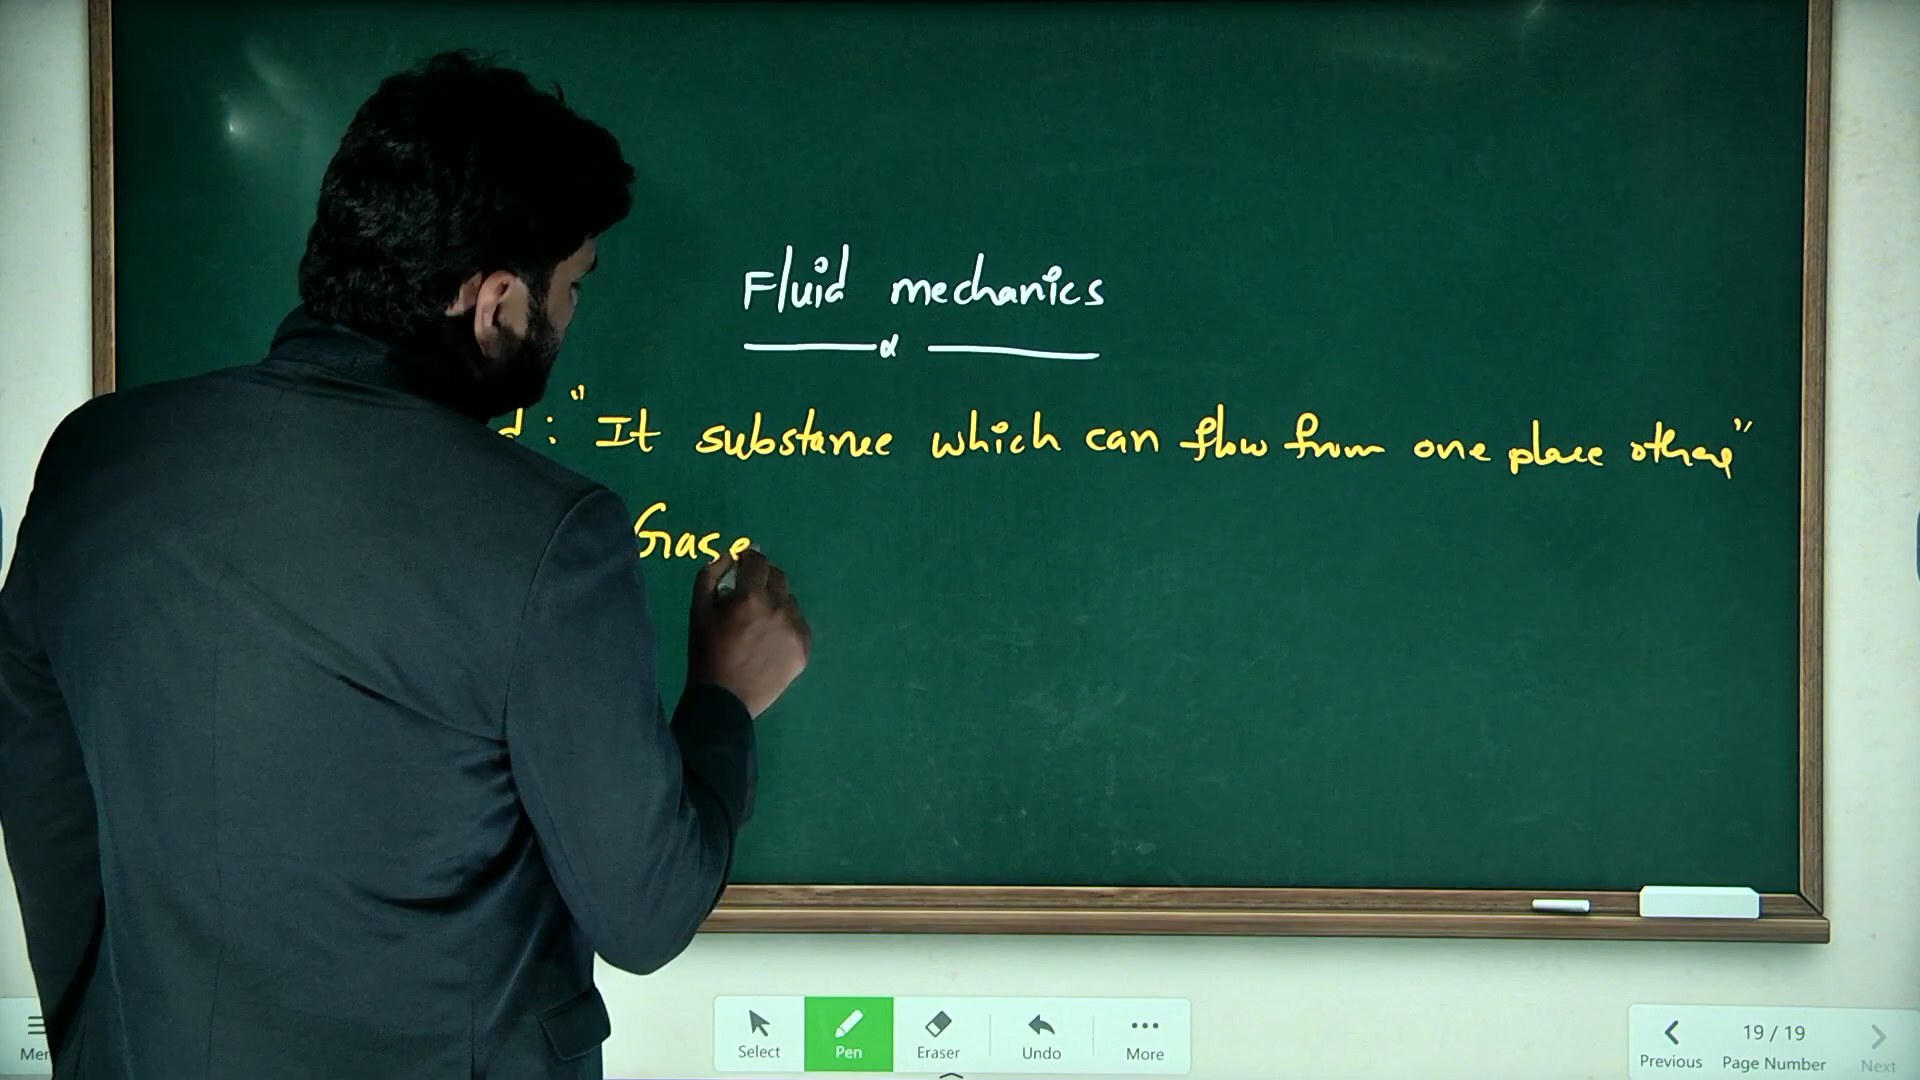 Fluid mechanics
d : "It substance which can flow from one place other"
Gase
Select
Pen
Eraser
Undo
More
Previous
19 / 19
Page Number
Next